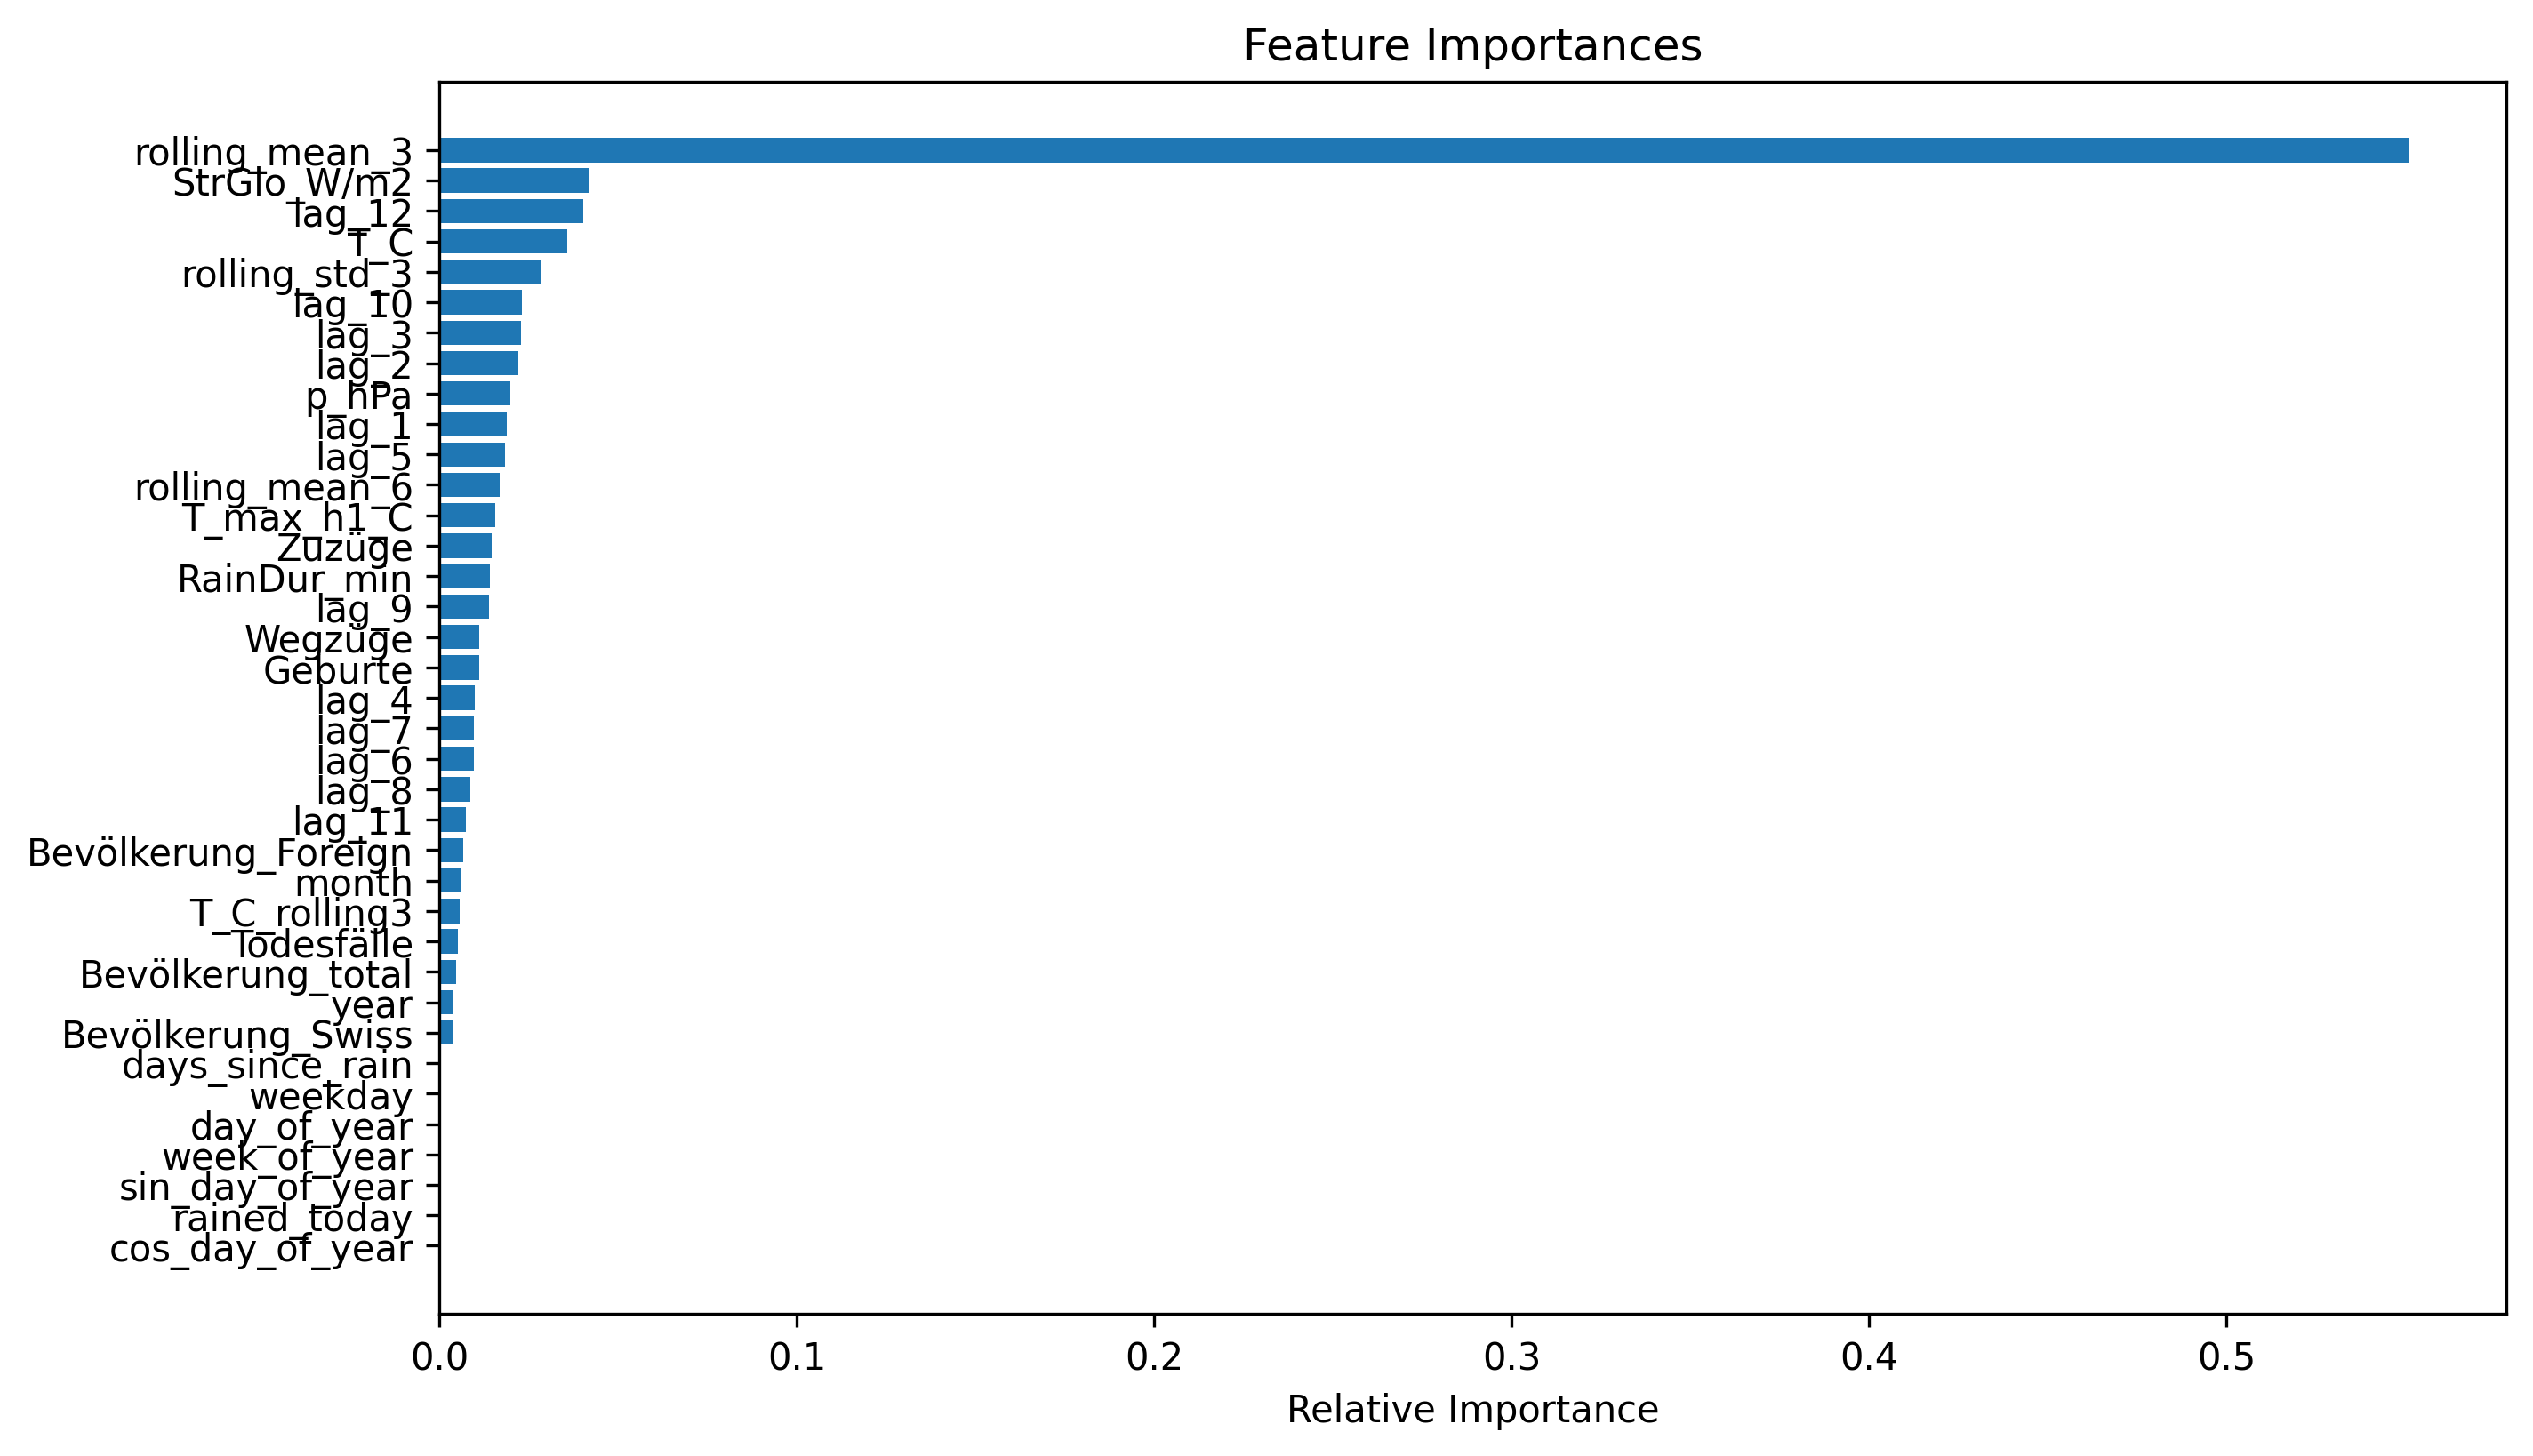 Feature Importances
rolling_mean_3
StrGlo_W/m2
lag_12
T_C
rolling_std_3
lag_10
lag_3
lag_2
p_hPa
lag_1
lag_5
rolling_mean_6
T_max_h1_C
Zuzüge
RainDur_min
lag_9
Wegzüge
Geburte
lag_4
lag_7
lag_6
lag_8
lag_11
Bevölkerung_Foreign
month
T_C_rolling3
Todesfälle
Bevölkerung_total
year
Bevölkerung_Swiss
days_since_rain
weekday
day_of_year
week_of_year
sin_day_of_year
rained_today
cos_day_of_year
0.0 0.1 0.2 0.3 0.4 0.5
Relative Importance